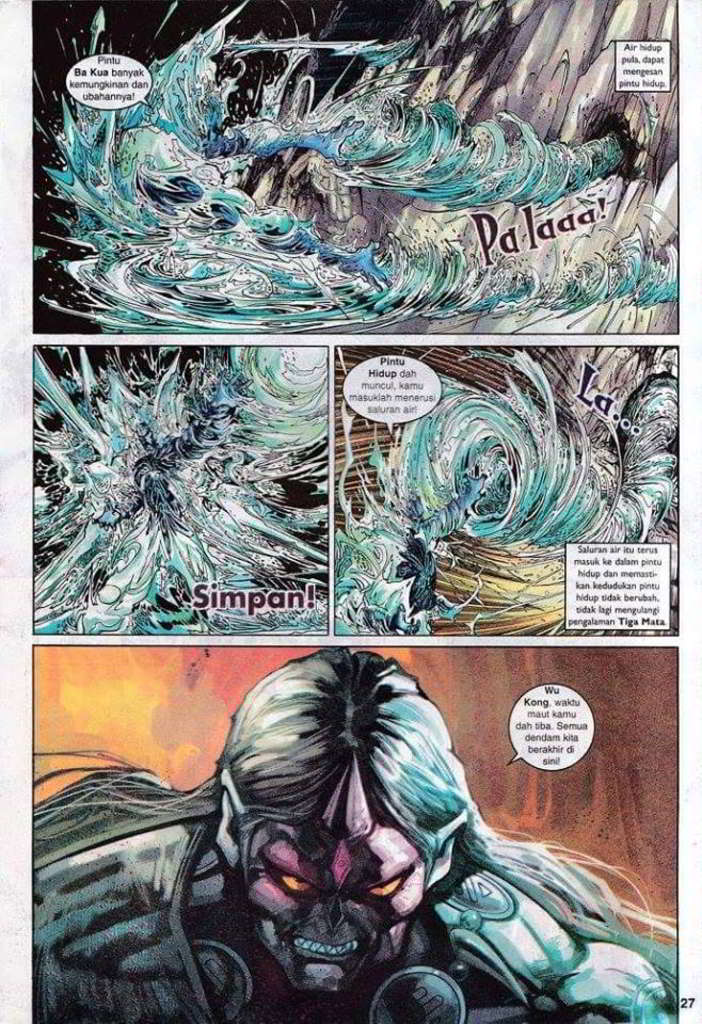 Pintu
Ba Kua banyak
kemungkinan dan
ubahannya!
Air hidup
pula, dapat
mengesan
pintu hidup.
Palaaa!
Simpan!
Pintu
Hidup dah
muncul, kamu
masuklah menerusi
saluran air!
La...
Saluran air itu terus
masuk ke dalam pintu
hidup dan memasti-
kan kedudukan pintu
hidup tidak berubah,
tidak lagi mengulangi
pengalaman Tiga Mata.
Wu
Kong, waktu
maut kamu
dah tiba. Semua
dendam kita
berakhir di
sini!
27